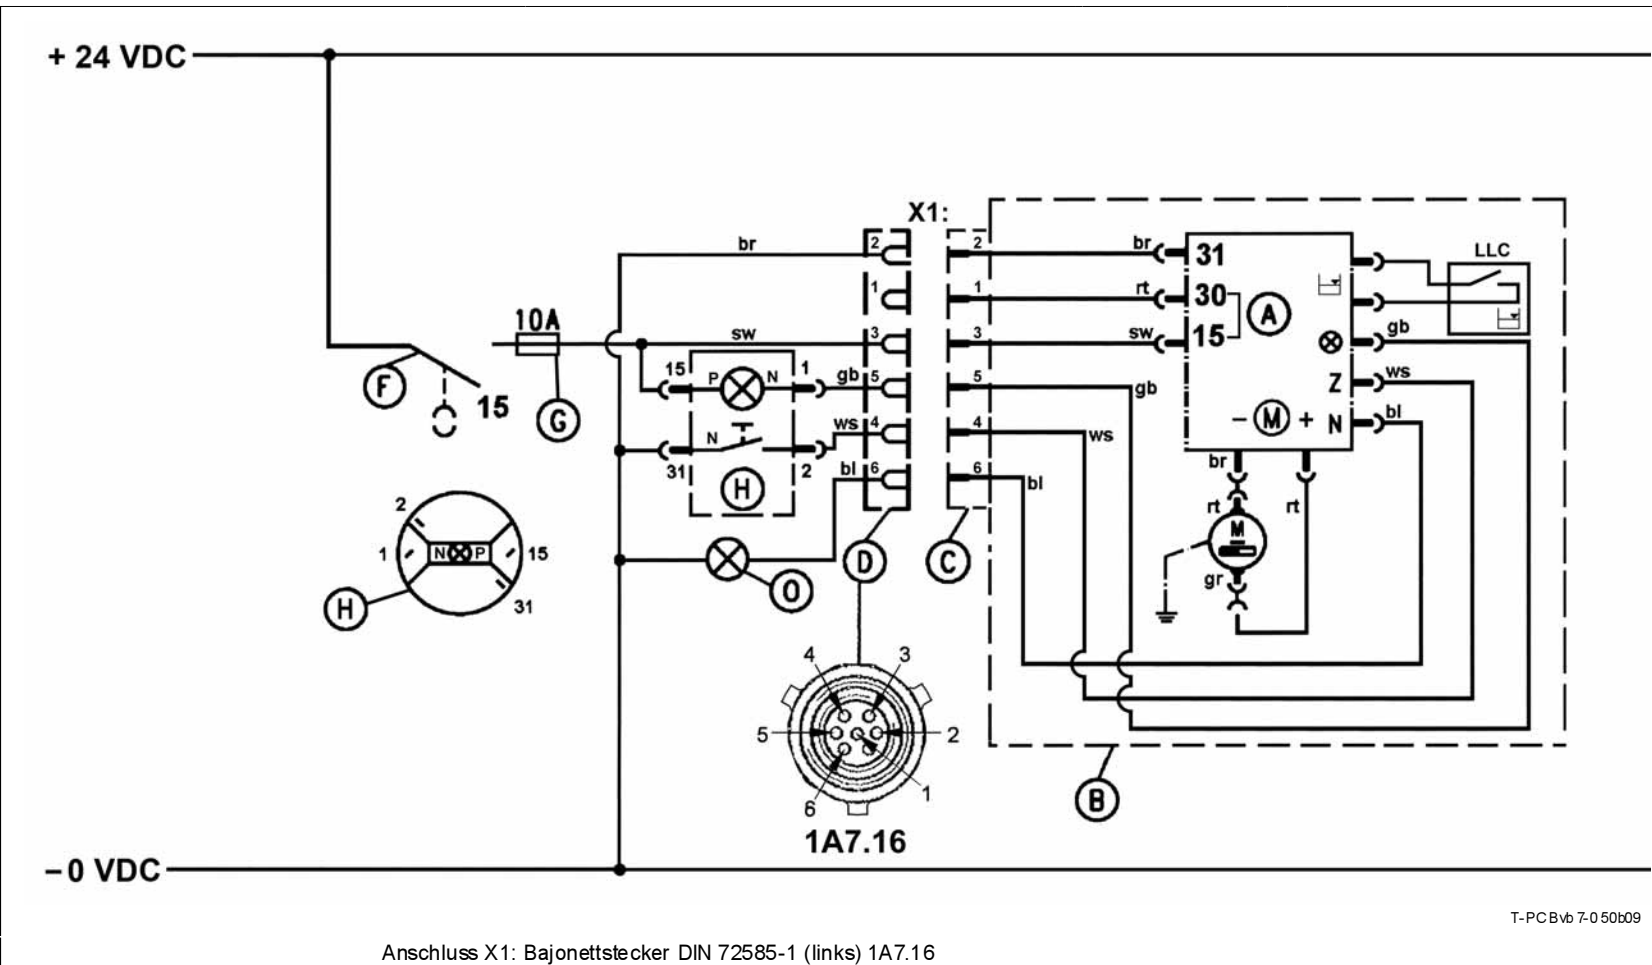 + 24 VDC
X1:
br
2
2
br
31
LLC
1
1
rt
30
A
10A
sw
3
3
sw
15
gb
15
P
N
1
gb
5
5
gb
Z
ws
F
15
G
N
ws
4
4
ws
– M +
N
bl
31
2
bl
6
6
bl
br
H
rt
rt
2
M
1
N
P
15
D
C
gr
H
31
O
4
3
5
2
6
1
B
1A7.16
– 0 VDC
T-PCBvb 7-050b09
Anschluss X1: Bajonettstecker DIN 72585-1 (links) 1A7.16